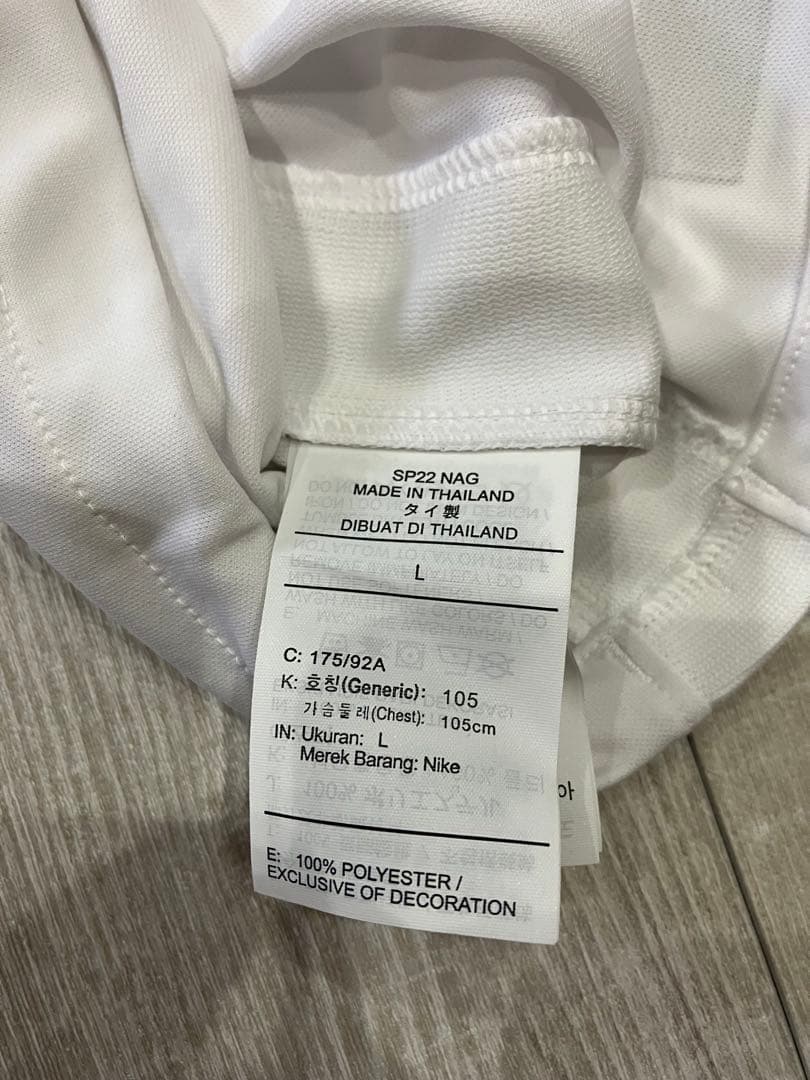 SP22 NAG
MADE IN THAILAND
タイ製
DIBUAT DI THAILAND
L
C: 175/92A
K: 호칭(Generic): 105
가슴둘레(Chest): 105cm
IN: Ukuran: L
Merek Barang: Nike
E: 100% POLYESTER /
EXCLUSIVE OF DECORATION
아